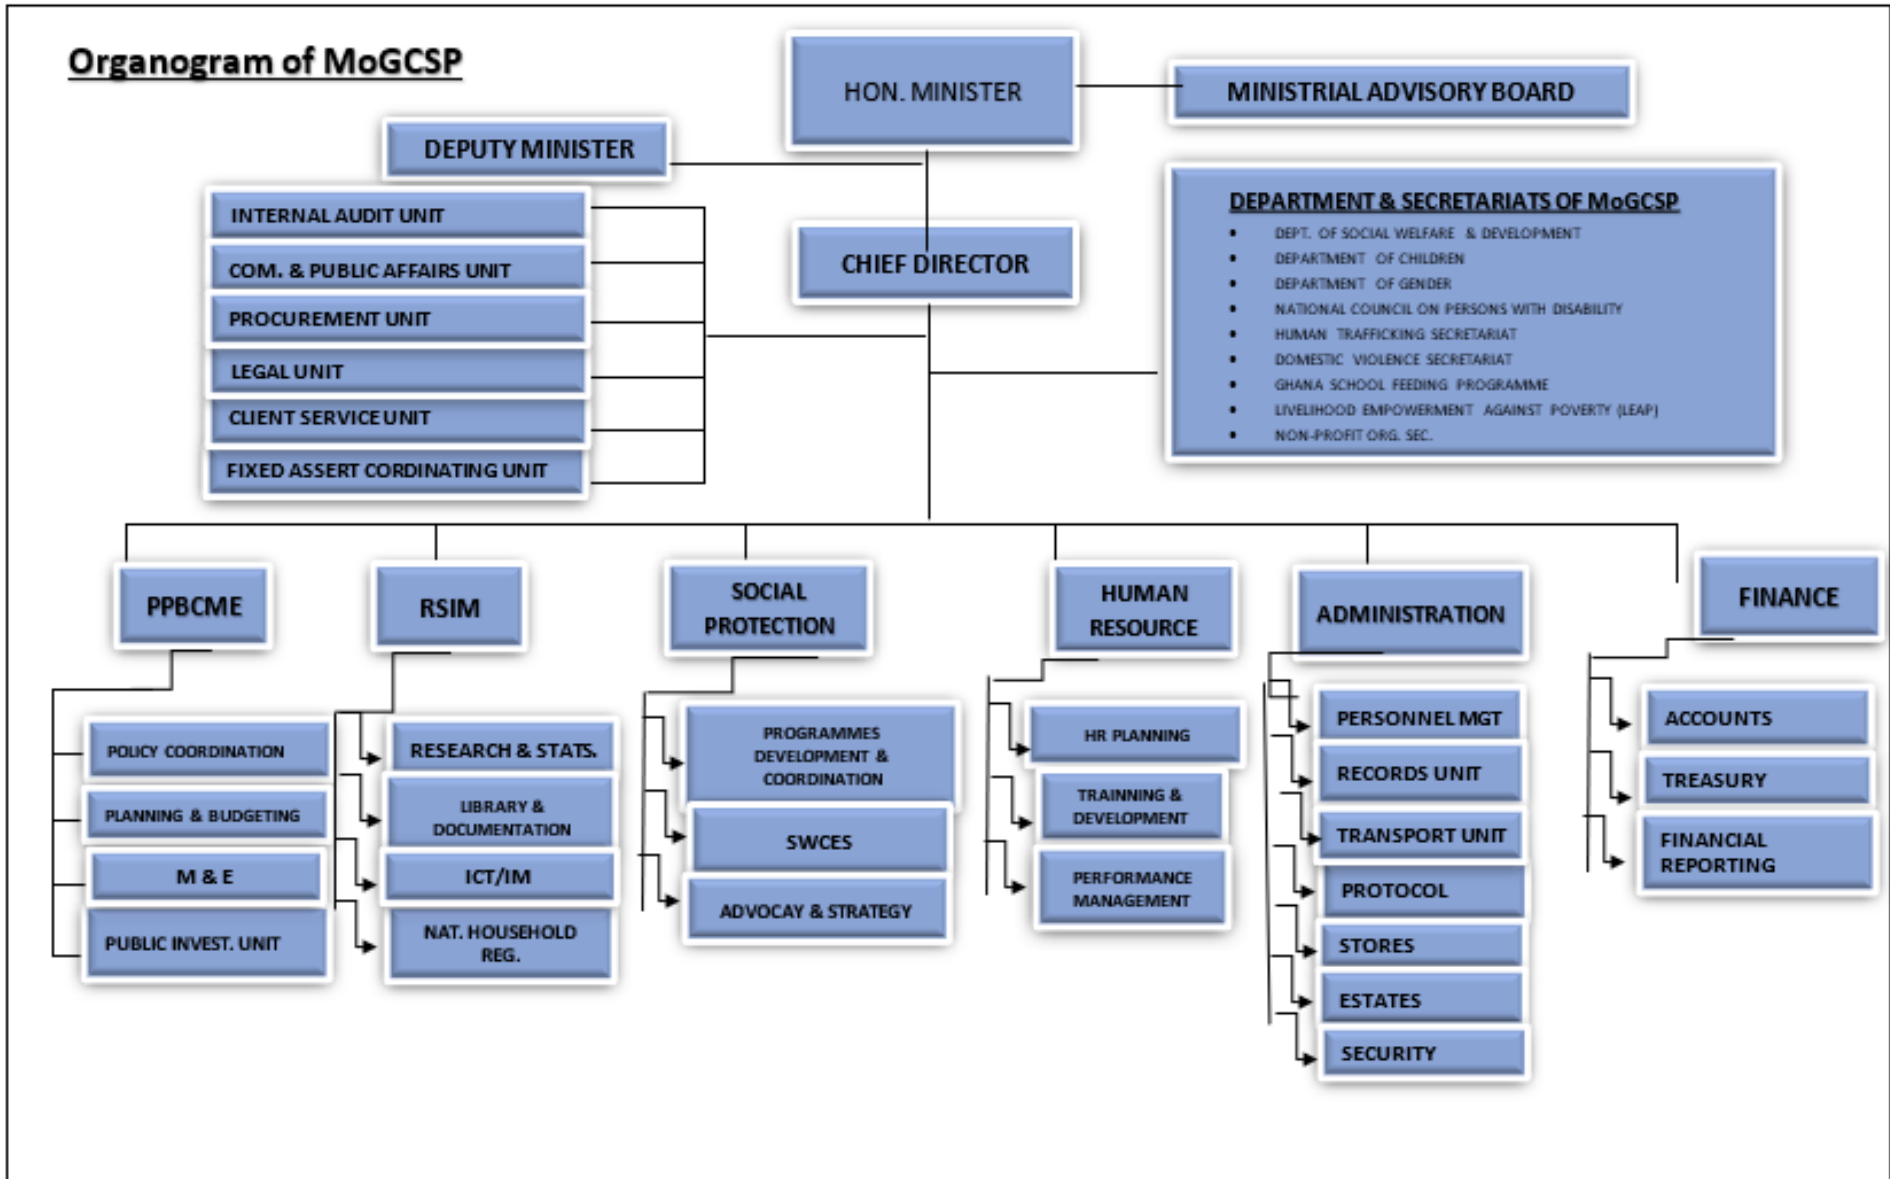 Organogram of MoGCSP
HON. MINISTER
MINISTRIAL ADVISORY BOARD
DEPUTY MINISTER
INTERNAL AUDIT UNIT
COM. & PUBLIC AFFAIRS UNIT
PROCUREMENT UNIT
LEGAL UNIT
CLIENT SERVICE UNIT
FIXED ASSERT CORDINATING UNIT
CHIEF DIRECTOR
DEPARTMENT & SECRETARIATS OF MoGCSP
• DEPT. OF SOCIAL WELFARE & DEVELOPMENT
• DEPARTMENT OF CHILDREN
• DEPARTMENT OF GENDER
• NATIONAL COUNCIL ON PERSONS WITH DISABILITY
• HUMAN TRAFFICKING SECRETARIAT
• DOMESTIC VIOLENCE SECRETARIAT
• GHANA SCHOOL FEEDING PROGRAMME
• LIVELIHOOD EMPOWERMENT AGAINST POVERTY (LEAP)
• NON-PROFIT ORG. SEC.
PPBCME
POLICY COORDINATION
PLANNING & BUDGETING
M & E
PUBLIC INVEST. UNIT
RSIM
RESEARCH & STATS.
LIBRARY &
DOCUMENTATION
ICT/IM
NAT. HOUSEHOLD
REG.
SOCIAL
PROTECTION
PROGRAMMES
DEVELOPMENT &
COORDINATION
SWCES
ADVOCAY & STRATEGY
HUMAN
RESOURCE
HR PLANNING
TRAINNING &
DEVELOPMENT
PERFORMANCE
MANAGEMENT
ADMINISTRATION
PERSONNEL MGT
RECORDS UNIT
TRANSPORT UNIT
PROTOCOL
STORES
ESTATES
SECURITY
FINANCE
ACCOUNTS
TREASURY
FINANCIAL
REPORTING